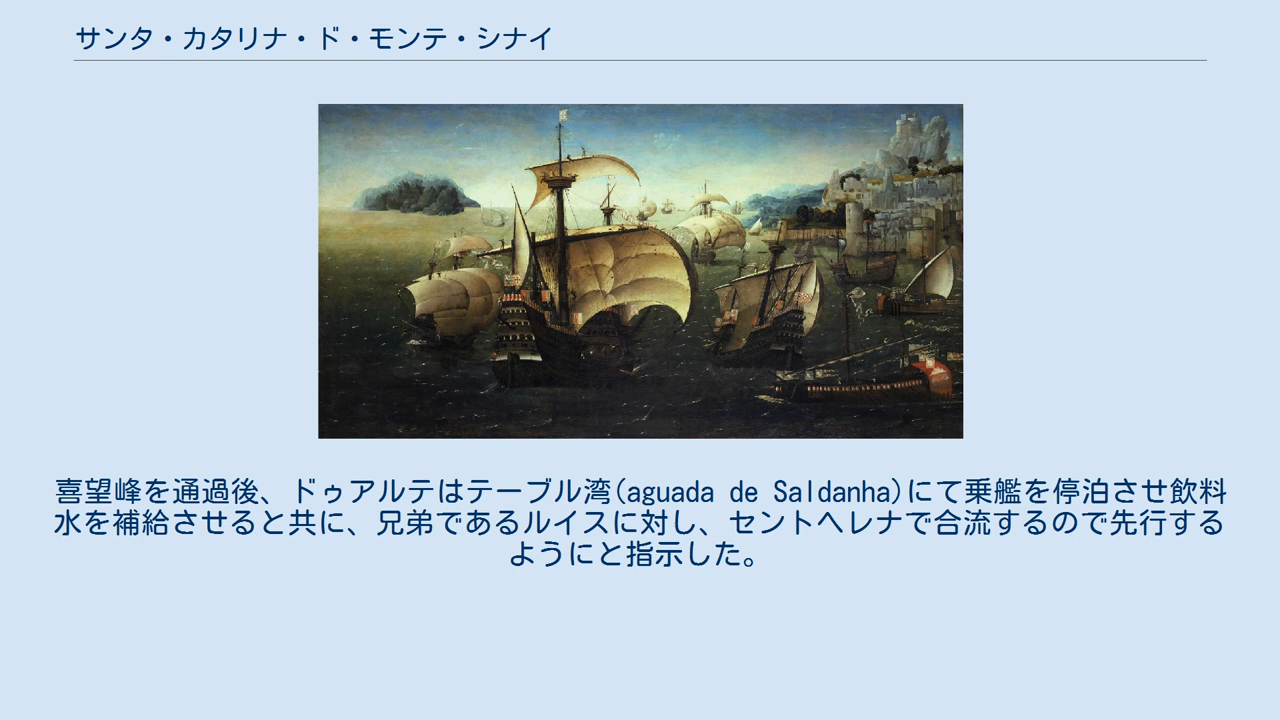 サンタ・カタリナ・ド・モンテ・シナイ
喜望峰を通過後、ドゥアルテはテーブル湾(aguada de Saldanha)にて乗艦を停泊させ飲料
水を補給させると共に、兄弟であるルイスに対し、セントヘレナで合流するので先行する
ようにと指示した。